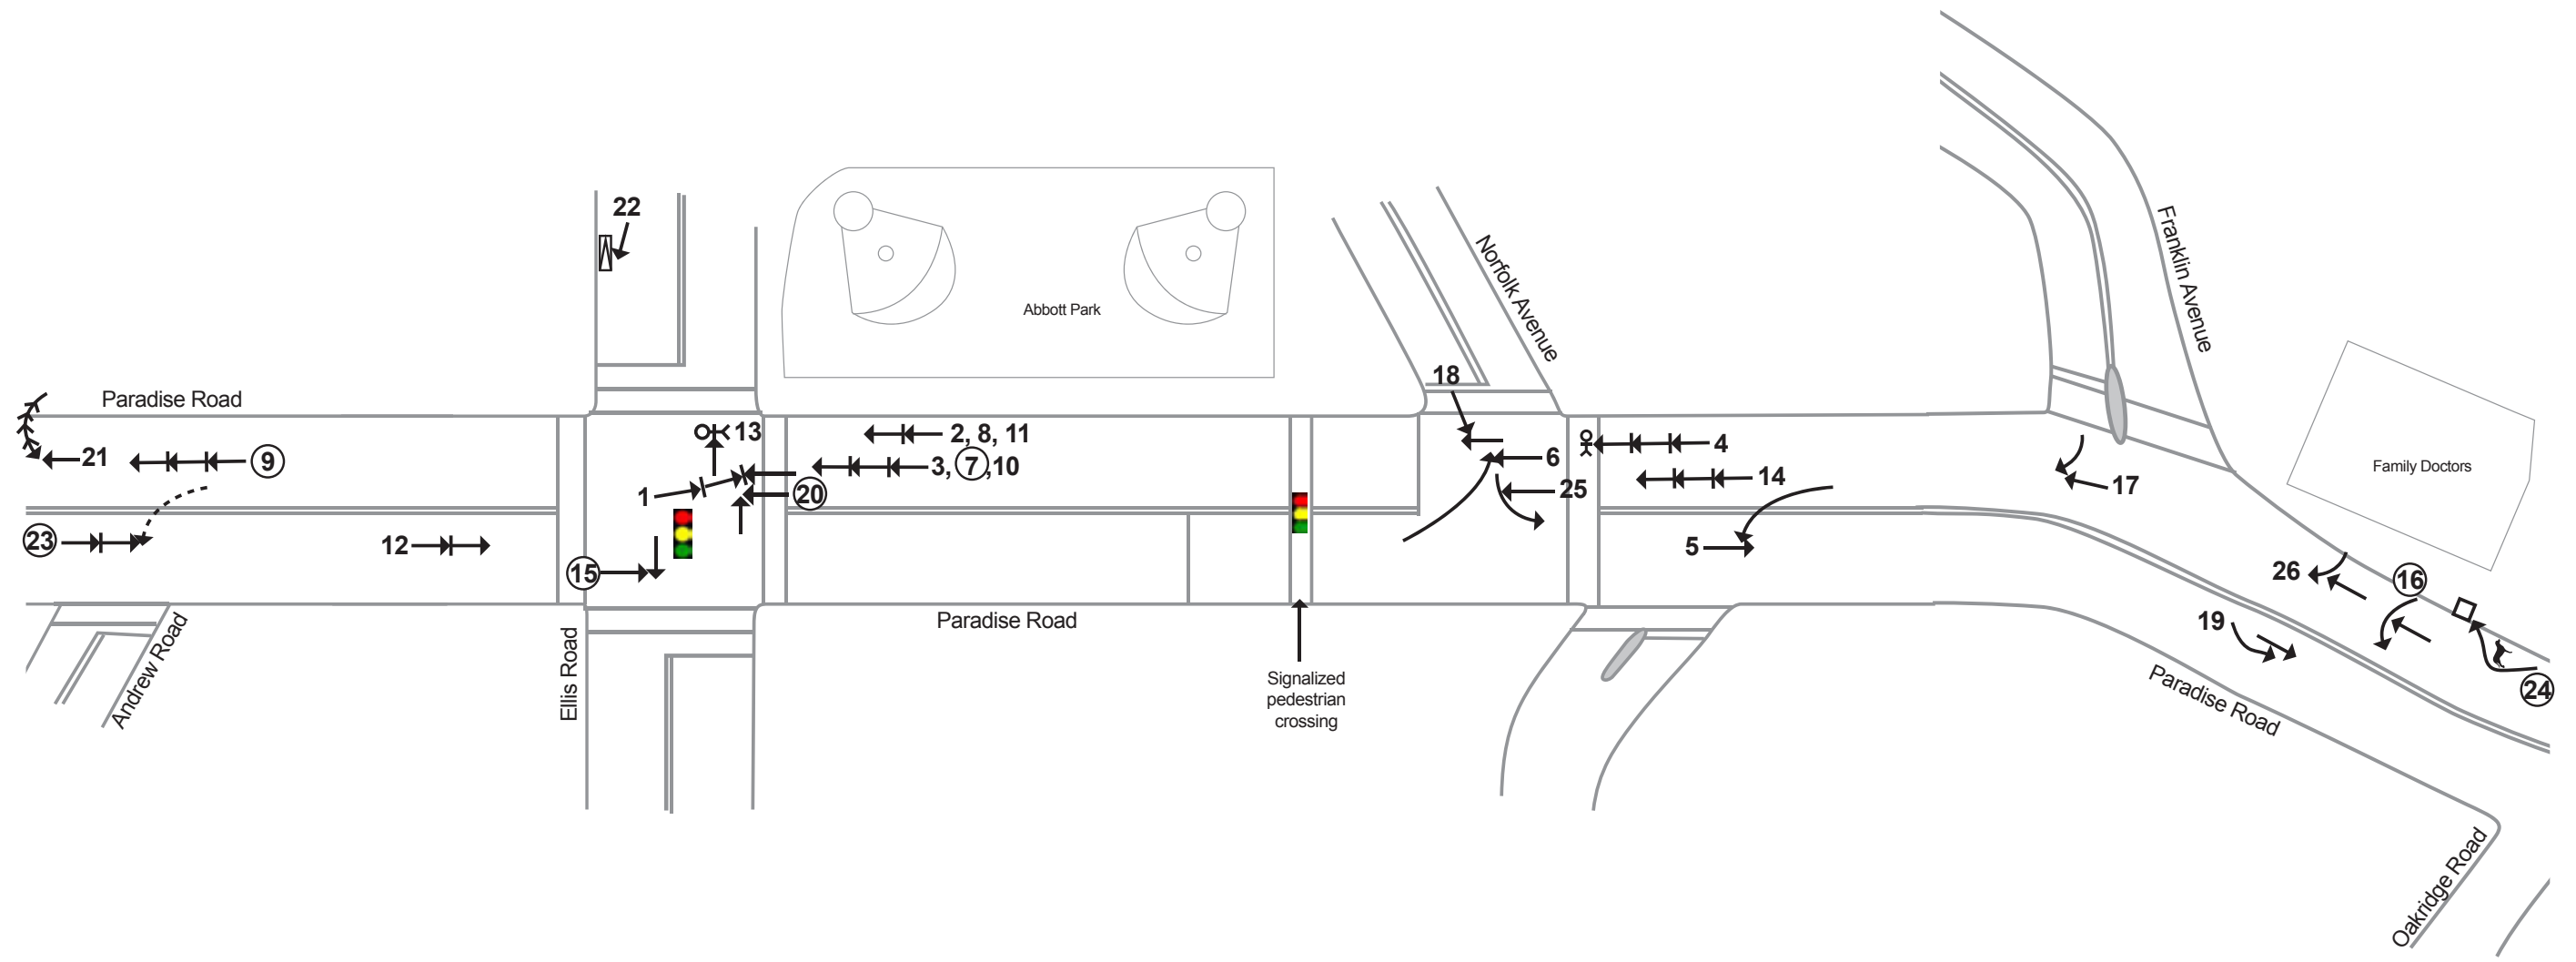 22
Norfolk Avenue
Franklin Avenue
Abbott Park
18
Paradise Road
13
2, 8, 11
4
21
9
3, 7, 10
6
14
Family Doctors
1
20
25
17
23
12
15
5
26
16
19
24
Andrew Road
Ellis Road
Paradise Road
Signalized
pedestrian
crossing
Paradise Road
Oakridge Road